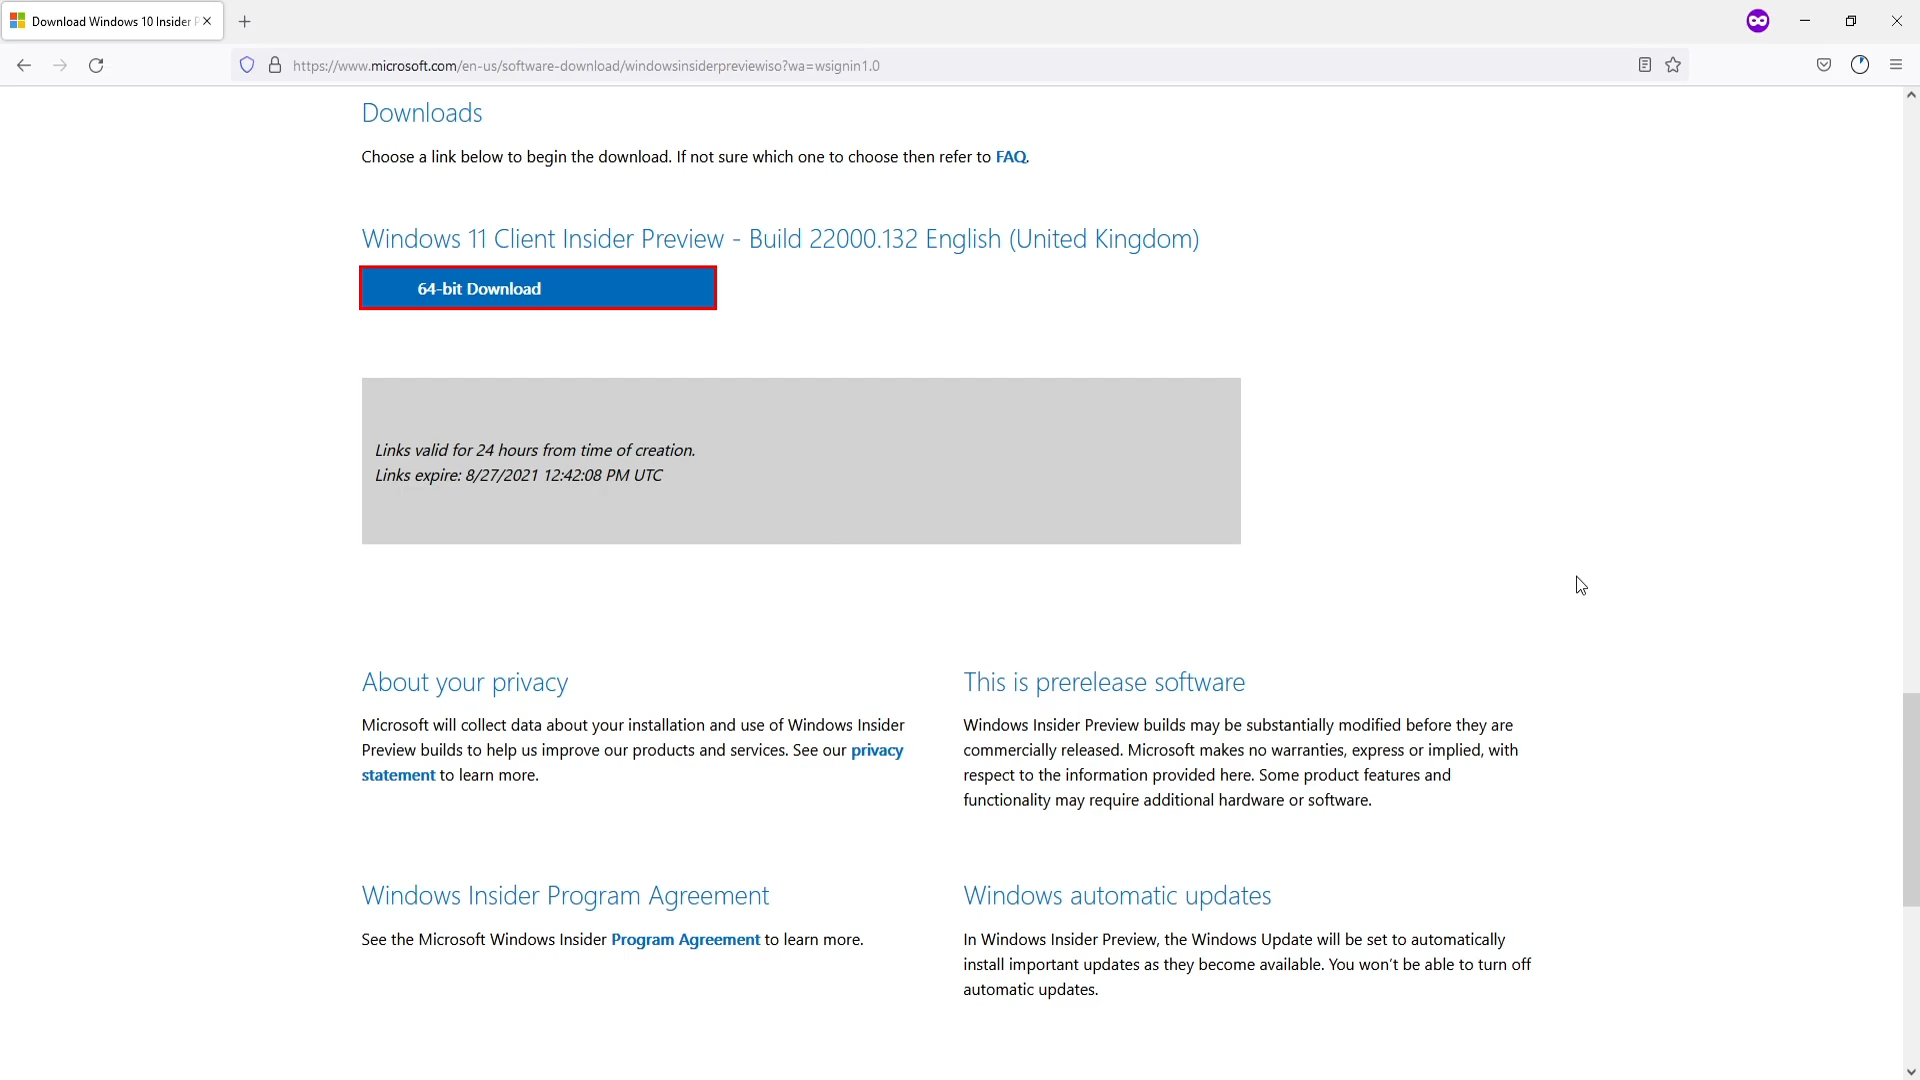 Download Windows 10 Insider P
https://www.microsoft.com/en-us/software-download/windowsinsiderpreviewiso?wa=wsignin1.0
Downloads
Choose a link below to begin the download. If not sure which one to choose then refer to FAQ.
Windows 11 Client Insider Preview - Build 22000.132 English (United Kingdom)
64-bit Download
Links valid for 24 hours from time of creation.
Links expire: 8/27/2021 12:42:08 PM UTC
About your privacy
Microsoft will collect data about your installation and use of Windows Insider
Preview builds to help us improve our products and services. See our privacy
statement to learn more.
This is prerelease software
Windows Insider Preview builds may be substantially modified before they are
commercially released. Microsoft makes no warranties, express or implied, with
respect to the information provided here. Some product features and
functionality may require additional hardware or software.
Windows Insider Program Agreement
See the Microsoft Windows Insider Program Agreement to learn more.
Windows automatic updates
In Windows Insider Preview, the Windows Update will be set to automatically
install important updates as they become available. You won't be able to turn off
automatic updates.